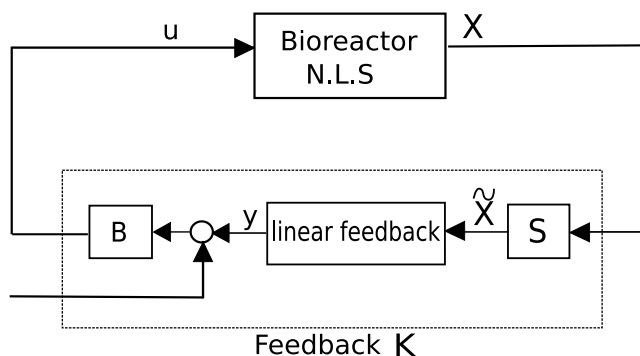 u
X
Bioreactor
N.L.S
B
y
linear feedback
X̃
S
Feedback K